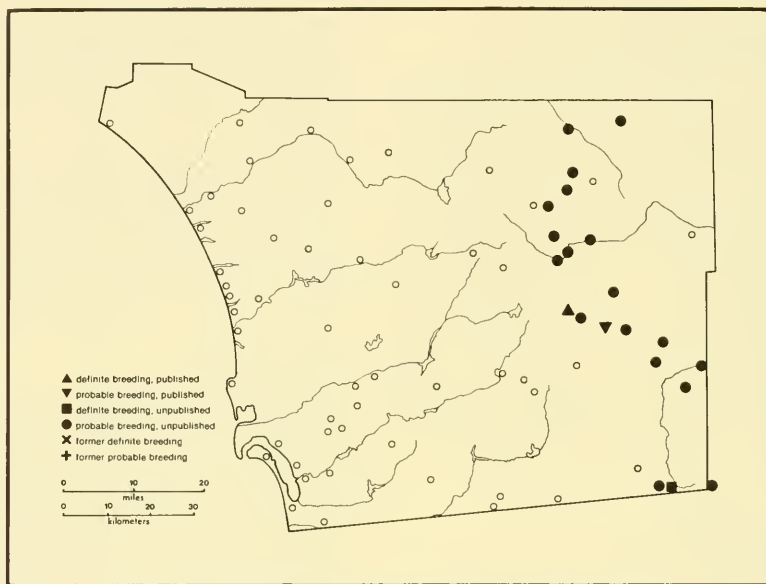 definite breeding, published
probable breeding, published
definite breeding, unpublished
probable breeding, unpublished
former definite breeding
former probable breeding
0 10 20
miles
0 10 20 30
kilometers